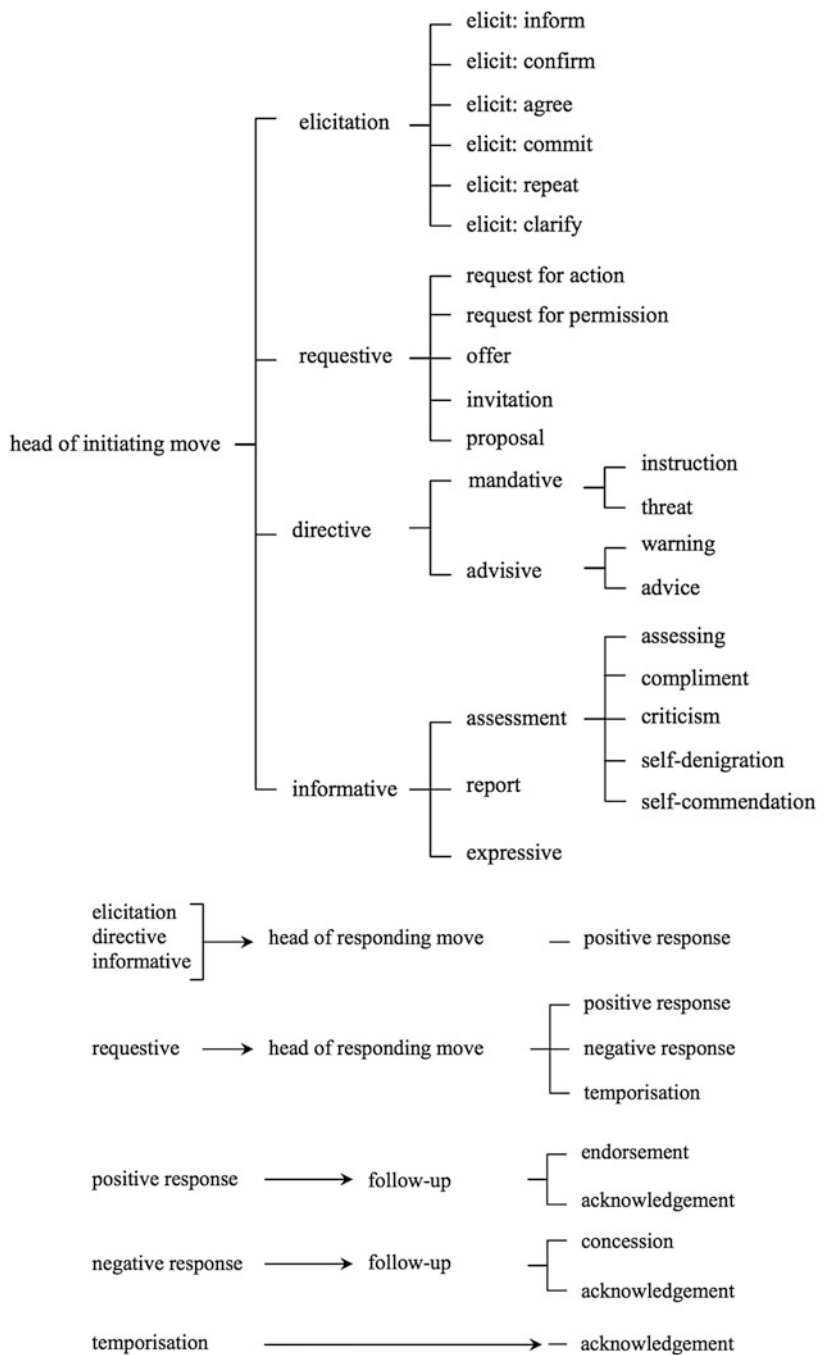 elicit: inform
elicit: confirm
elicitation
elicit: agree
elicit: commit
elicit: repeat
elicit: clarify
request for action
request for permission
requestive
offer
invitation
head of initiating move
proposal
mandative
instruction
threat
directive
warning
advisive
advice
assessing
compliment
assessment
criticism
self-denigration
informative
report
self-commendation
expressive
elicitation
directive
informative
head of responding move
positive response
positive response
requestive
head of responding move
negative response
temporisation
endorsement
positive response
follow-up
acknowledgement
concession
negative response
follow-up
acknowledgement
temporisation
acknowledgement